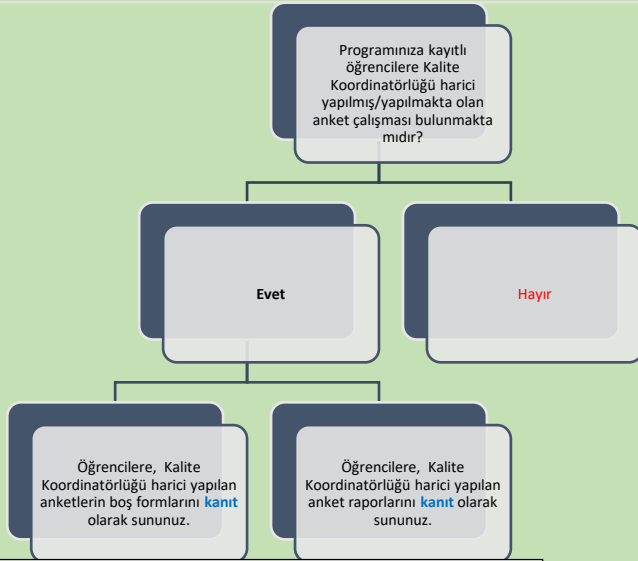 Programınıza kayıtlı
öğrencilere Kalite
Koordinatörlüğü harici
yapılmış/yapılmakta olan
anket çalışması bulunmakta
mıdır?
Evet
Hayır
Öğrencilere, Kalite
Koordinatörlüğü harici yapılan
anketlerin boş formlarını kanıt
olarak sununuz.
Öğrencilere, Kalite
Koordinatörlüğü harici yapılan
anket raporlarını kanıt olarak
sununuz.